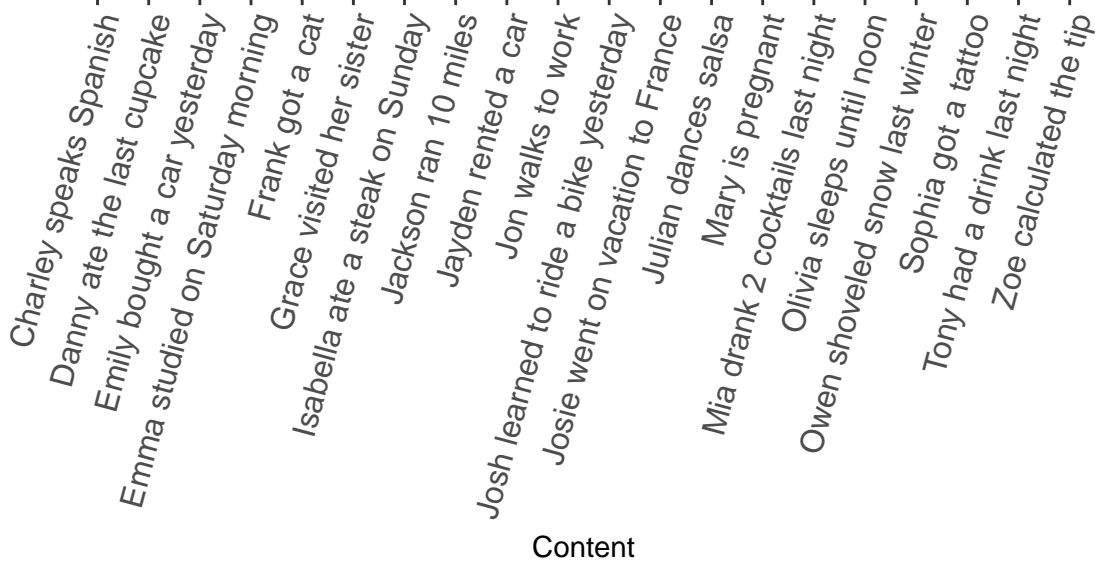 Charley speaks Spanish
Danny ate the last cupcake
Emily bought a car yesterday
Emma studied on Saturday morning
Frank got a cat
Grace visited her sister
Isabella ate a steak on Sunday
Jackson ran 10 miles
Jayden rented a car
Jon walks to work
Josh learned to ride a bike yesterday
Josie went on vacation to France
Julian dances salsa
Mary is pregnant
Mia drank 2 cocktails last night
Olivia sleeps until noon
Owen shoveled snow last winter
Sophia got a tattoo
Tony had a drink last night
Zoe calculated the tip
Content